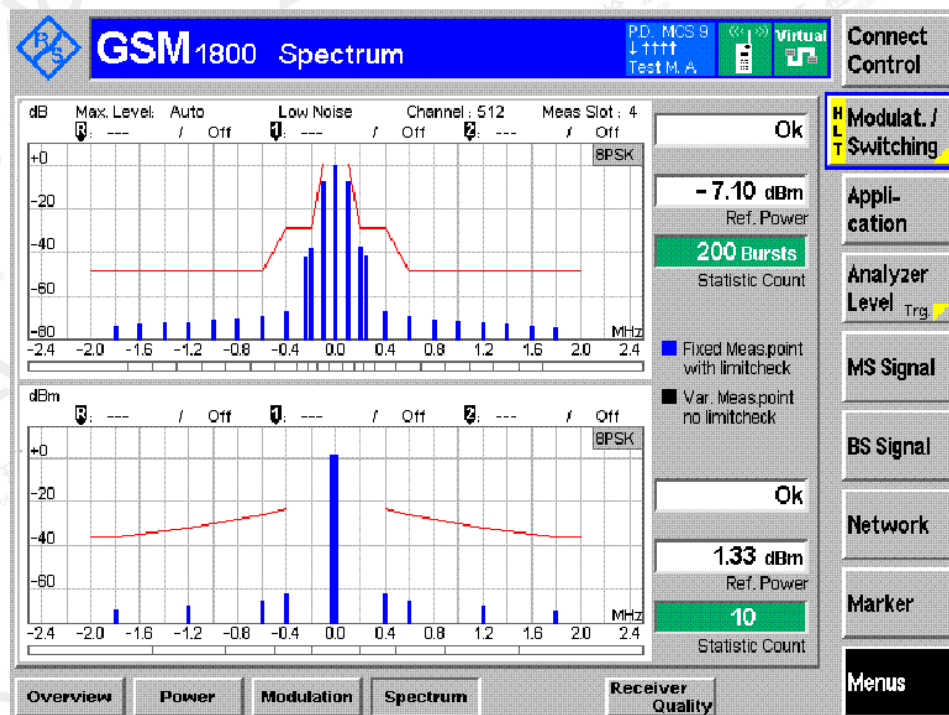 R&S
GSM 1800 Spectrum
P.D. MCS 9
↓↑↑↑↑
Test M. A.
Virtual
Connect
Control
dB Max. Level: Auto Low Noise Channel : 512 Meas Slot : 4
R: --- / Off 1: --- / Off 2: --- / Off
8PSK
+0
-20
-40
-60
-80
MHz
-2.4 -2.0 -1.6 -1.2 -0.8 -0.4 0.0 0.4 0.8 1.2 1.6 2.0 2.4
Ok
- 7.10 dBm
Ref. Power
200 Bursts
Statistic Count
Fixed Meas.point
with limitcheck
Var. Meas.point
no limitcheck
dBm
R: --- / Off 1: --- / Off 2: --- / Off
8PSK
+0
-20
-40
-60
MHz
-2.4 -2.0 -1.6 -1.2 -0.8 -0.4 0.0 0.4 0.8 1.2 1.6 2.0 2.4
Ok
1.33 dBm
Ref. Power
10
Statistic Count
HLT
Modulat. /
Switching
Appli-
cation
Analyzer
Level Trg.
MS Signal
BS Signal
Network
Marker
Menus
Overview Power Modulation Spectrum Receiver
Quality